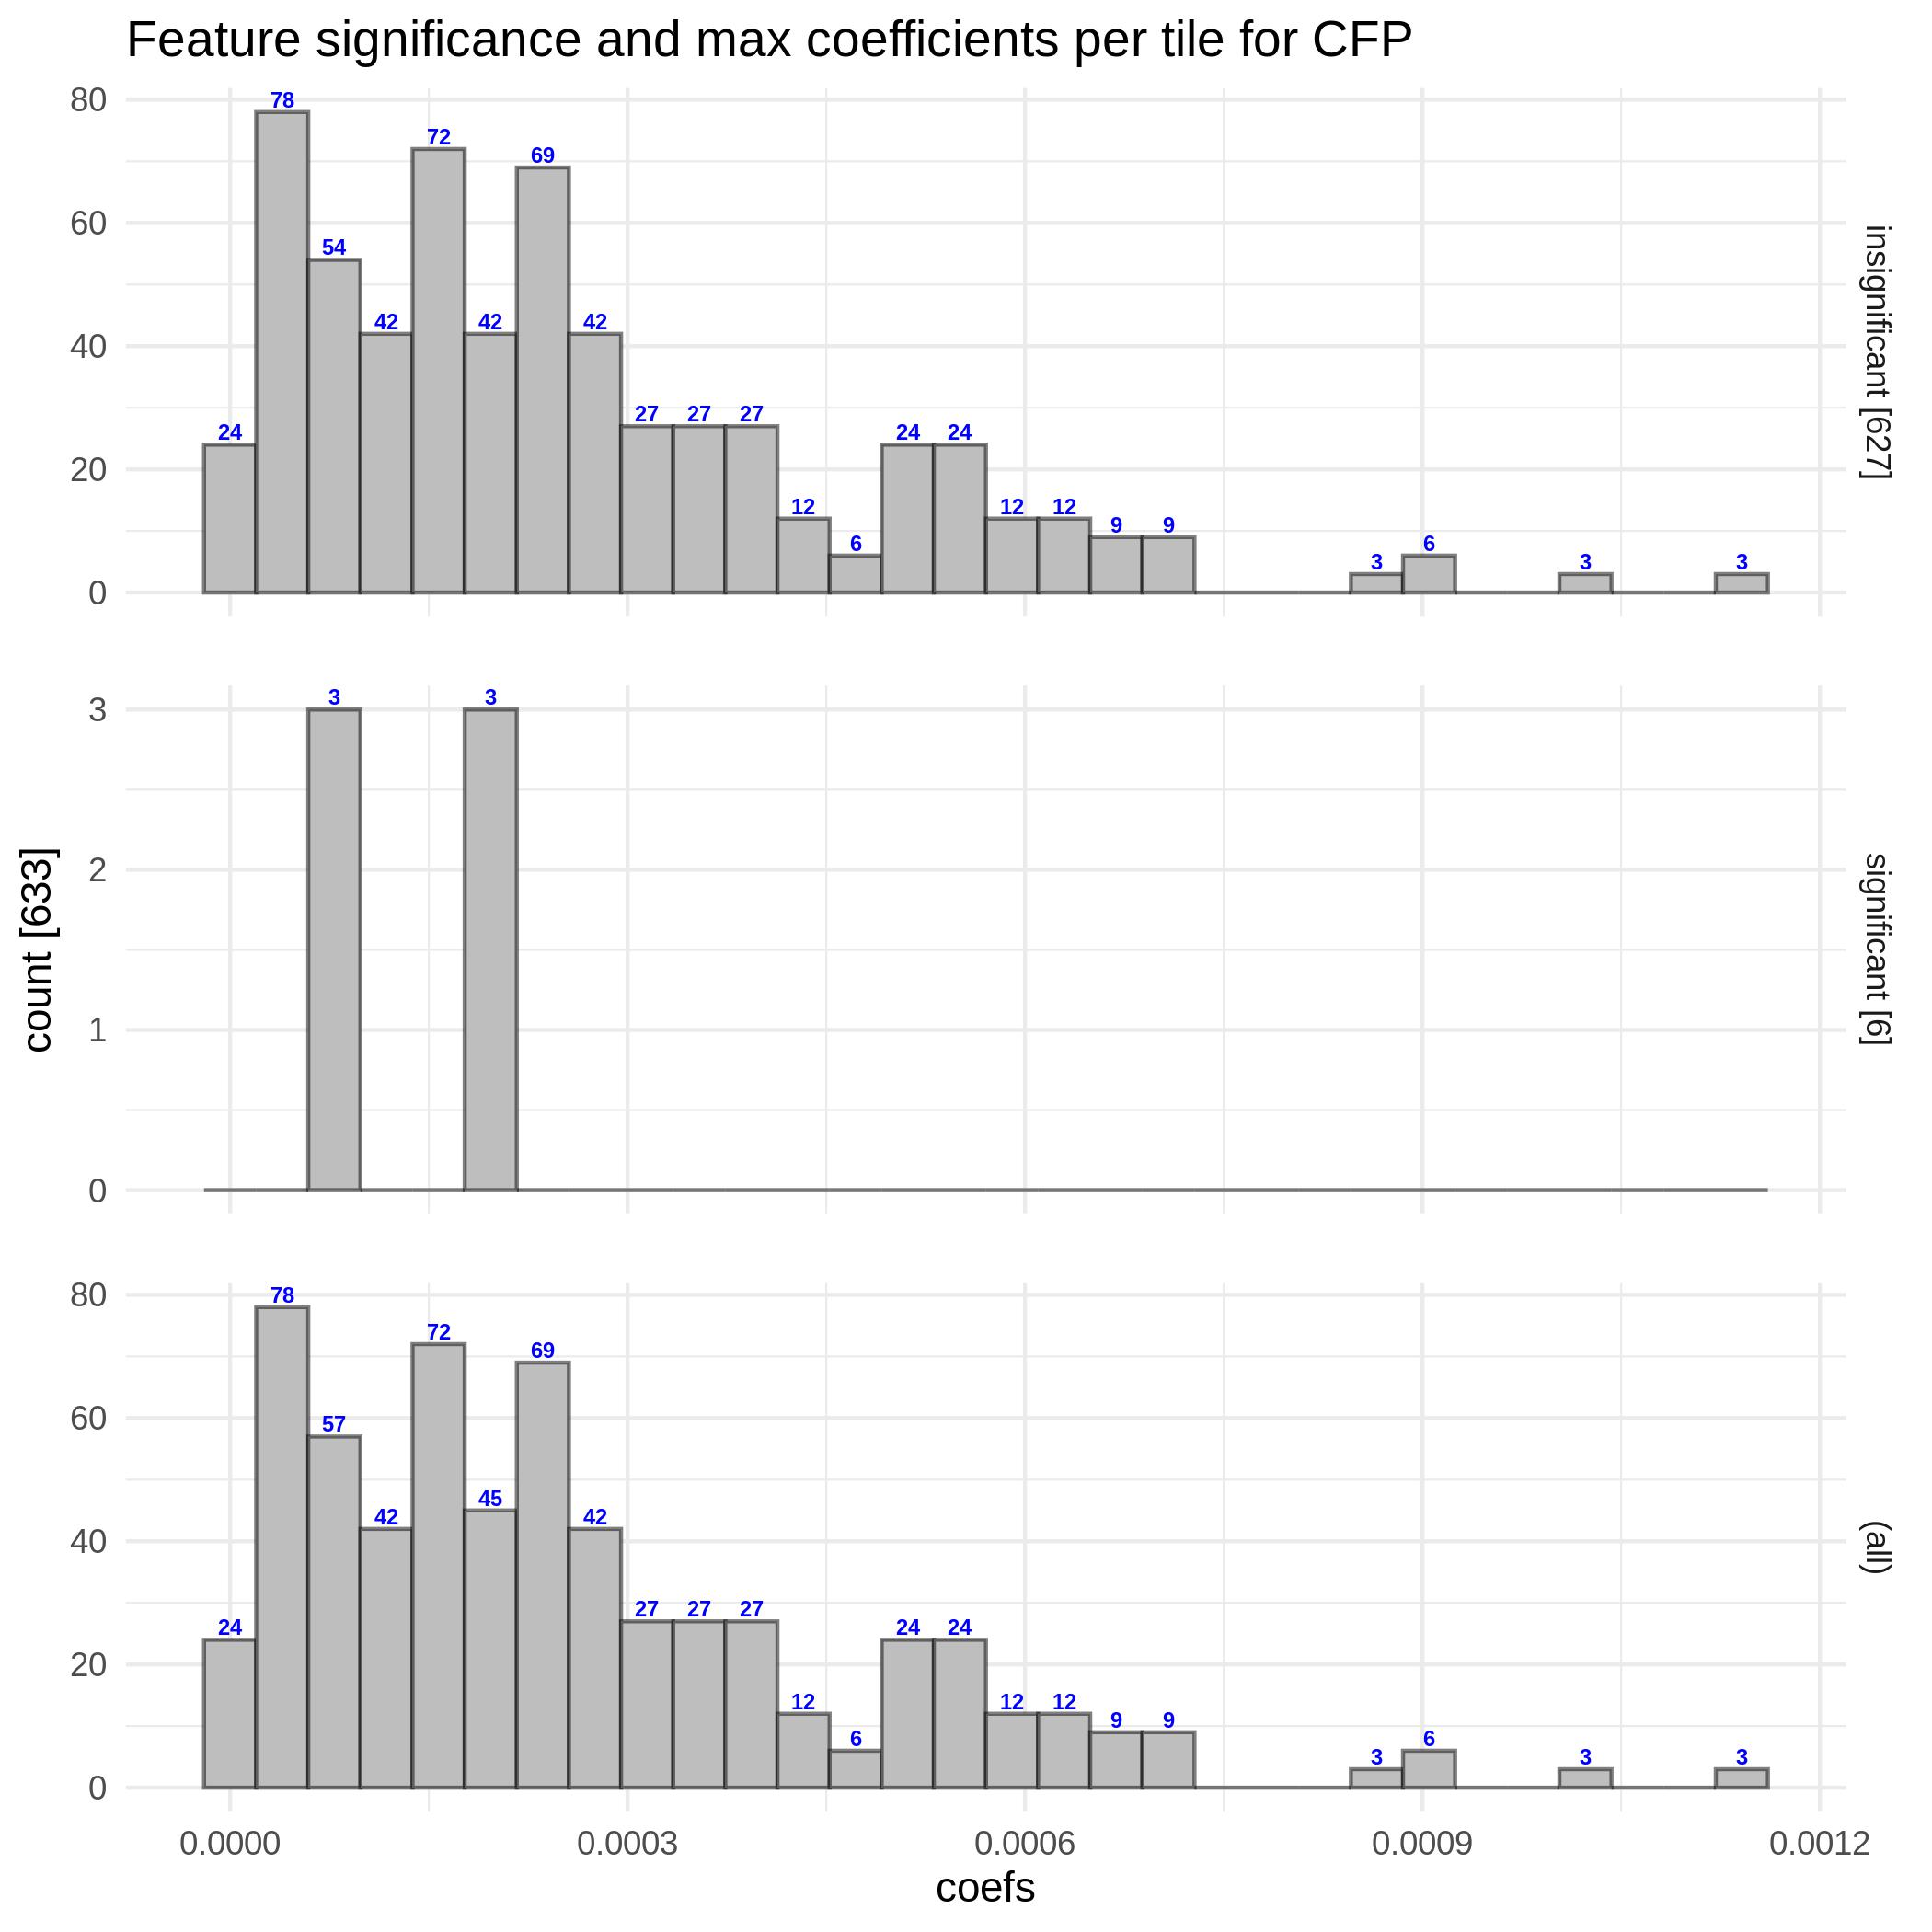 Feature significance and max coefficients per tile for CFP
80
60
40
20
0
24 78 54 42 72 42 69 42 27 27 27 12 6 24 24 12 12 9 9 3 6 3 3
insignificant [627]
count [633]
3
2
1
0
3 3
significant [6]
80
60
40
20
0
24 78 57 42 72 45 69 42 27 27 27 12 6 24 24 12 12 9 9 3 6 3 3
(all)
0.0000 0.0003 0.0006 0.0009 0.0012
coefs